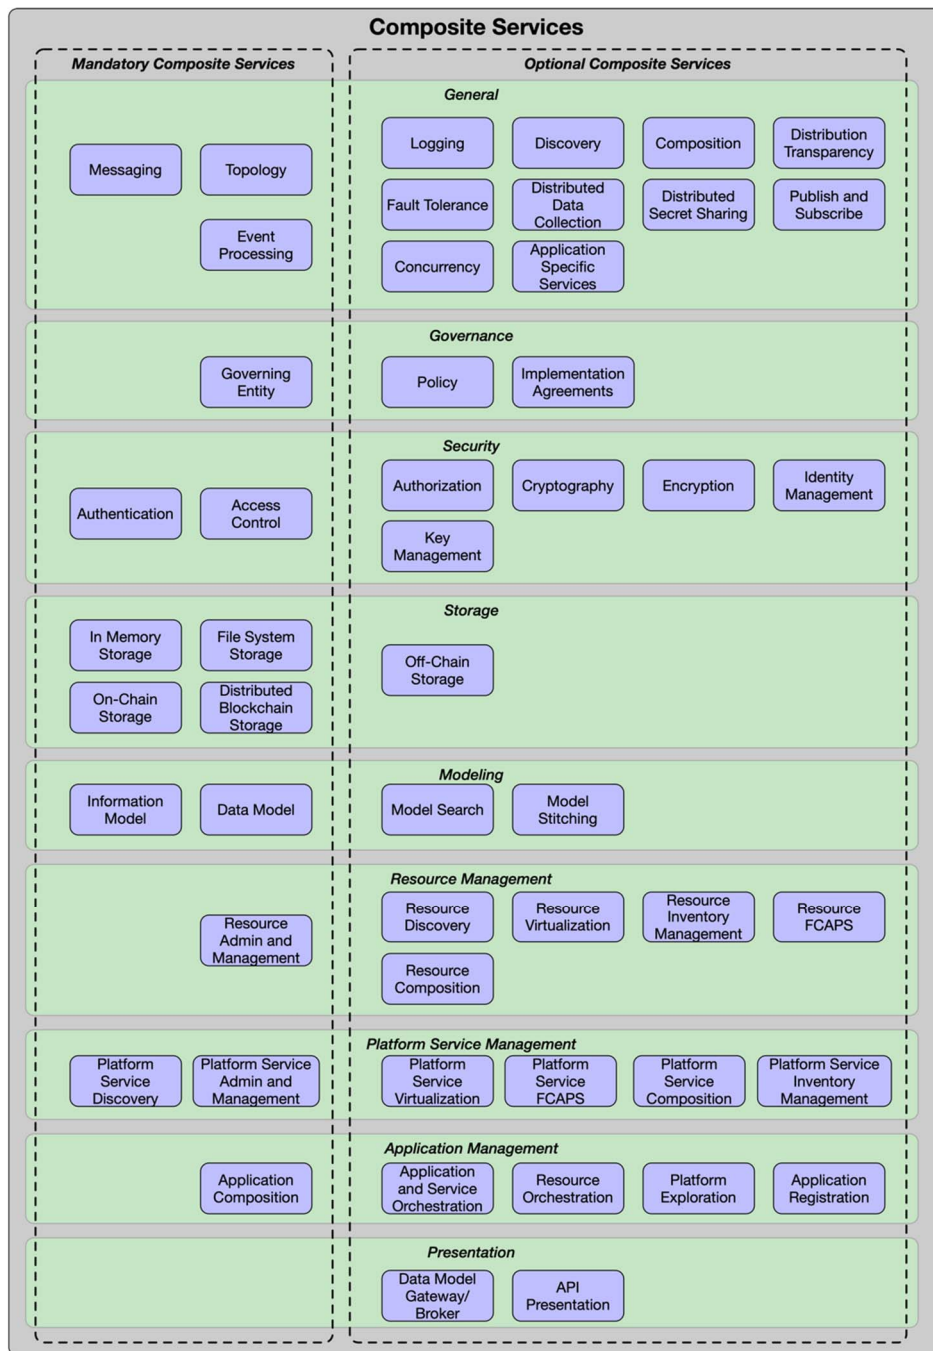 Composite Services
Mandatory Composite Services
Optional Composite Services
General
Messaging
Topology
Event
Processing
Logging
Discovery
Composition
Distribution
Transparency
Fault Tolerance
Distributed
Data
Collection
Distributed
Secret Sharing
Publish and
Subscribe
Concurrency
Application
Specific
Services
Governance
Governing
Entity
Policy
Implementation
Agreements
Security
Authentication
Access
Control
Authorization
Cryptography
Encryption
Identity
Management
Key
Management
Storage
In Memory
Storage
File System
Storage
On-Chain
Storage
Distributed
Blockchain
Storage
Off-Chain
Storage
Modeling
Information
Model
Data Model
Model Search
Model
Stitching
Resource Management
Resource
Admin and
Management
Resource
Discovery
Resource
Virtualization
Resource
Inventory
Management
Resource
FCAPS
Resource
Composition
Platform Service Management
Platform
Service
Discovery
Platform Service
Admin and
Management
Platform
Service
Virtualization
Platform
Service
FCAPS
Platform
Service
Composition
Platform Service
Inventory
Management
Application Management
Application
Composition
Application
and Service
Orchestration
Resource
Orchestration
Platform
Exploration
Application
Registration
Presentation
Data Model
Gateway/
Broker
API
Presentation